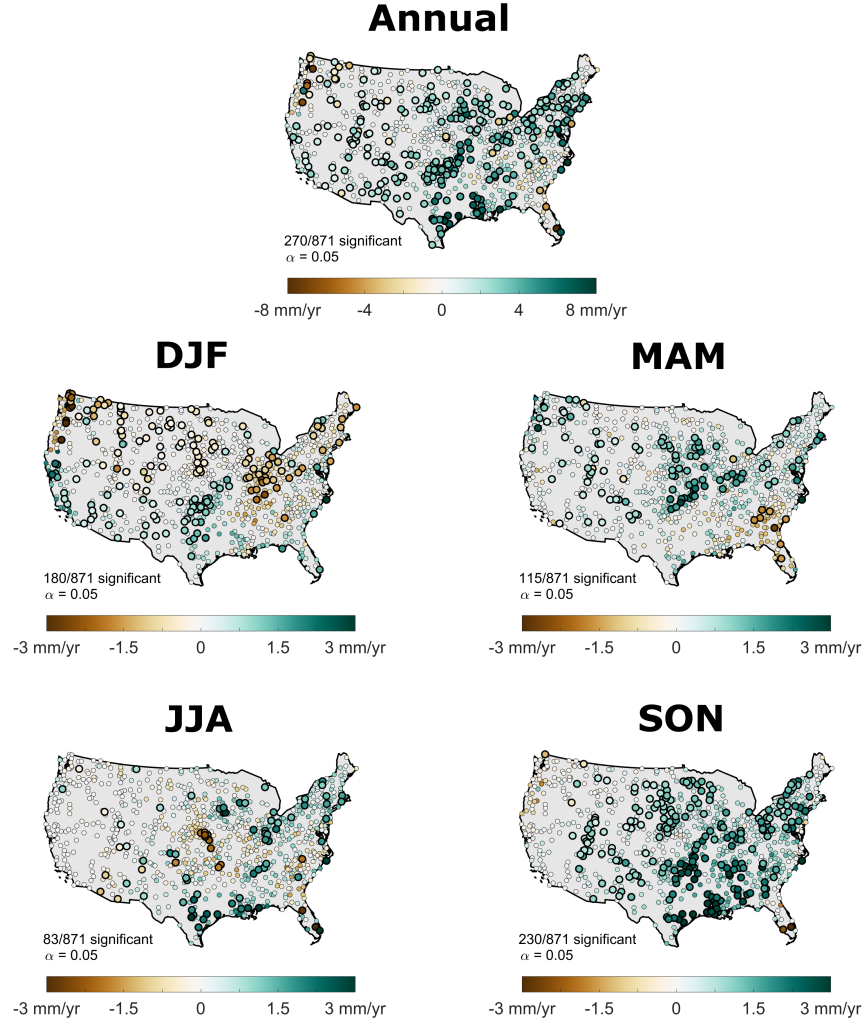 Annual
270/871 significant
α = 0.05
-8 mm/yr -4 0 4 8 mm/yr
DJF MAM
180/871 significant 115/871 significant
α = 0.05 α = 0.05
-3 mm/yr -1.5 0 1.5 3 mm/yr -3 mm/yr -1.5 0 1.5 3 mm/yr
JJA SON
83/871 significant 230/871 significant
α = 0.05 α = 0.05
-3 mm/yr -1.5 0 1.5 3 mm/yr -3 mm/yr -1.5 0 1.5 3 mm/yr